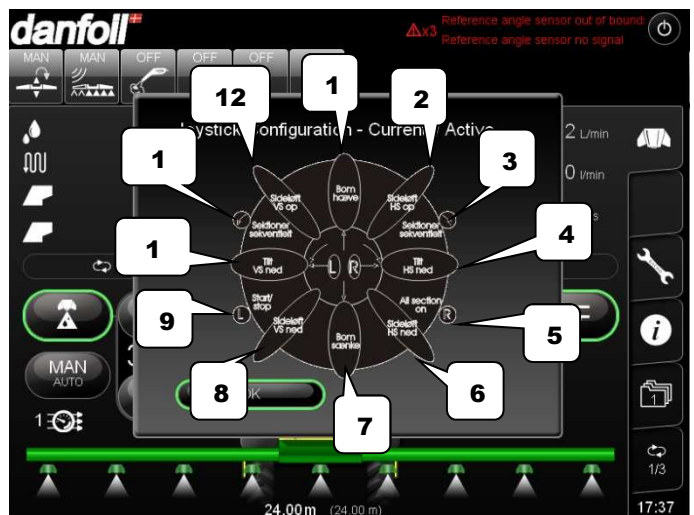 danfoll
x3
Reference angle sensor out of bound:
Reference angle sensor no signal
MAN
MAN
OFF
OFF
OFF
Joystick Configuration - Current / Active
2 L/min
0 l/min
s
12
1
2
1
3
1
4
9
5
8
7
6
Sideløft
VS op
Bom
hæve
Sideløft
HS op
Sektioner
sekventielt
Sektioner
sekventielt
Tilt
VS ned
L R
Tilt
HS ned
Start/
stop
All section
on
L
R
Sideløft
VS ned
Bom
sænke
Sideløft
HS ned
OK
MAN
AUTO
1
1
1/3
24.00 m (24.00 m)
17:37